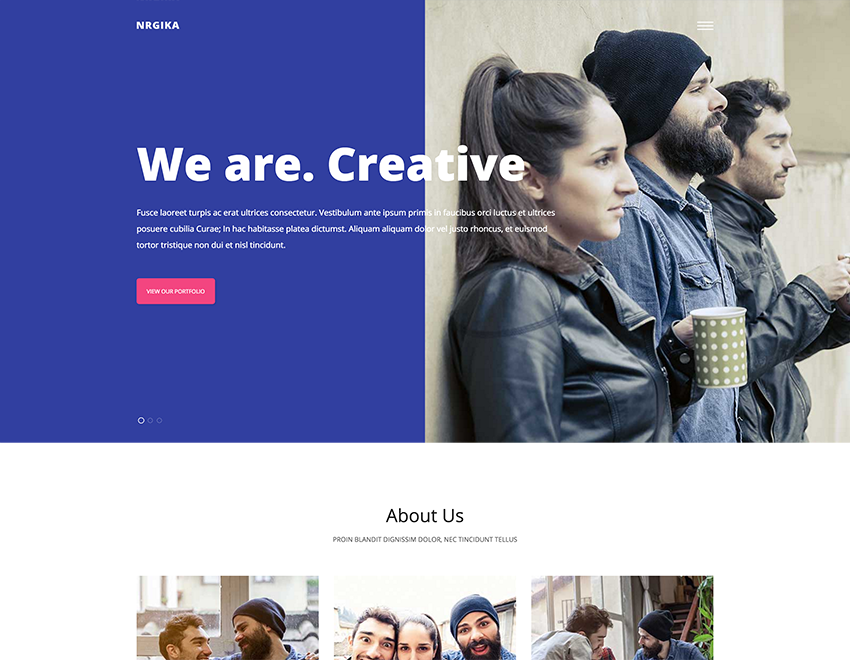 NRGIKA
We are. Creative
Fusce laoreet turpis ac erat ultrices consectetur. Vestibulum ante ipsum primis in faucibus orci luctus et ultrices
posuere cubilia Curae; In hac habitasse platea dictumst. Aliquam aliquam dolor vel justo rhoncus, et euismod
tortor tristique non dui et nisl tincidunt.
VIEW OUR PORTFOLIO
About Us
PROIN BLANDIT DIGNISSIM DOLOR, NEC TINCIDUNT TELLUS